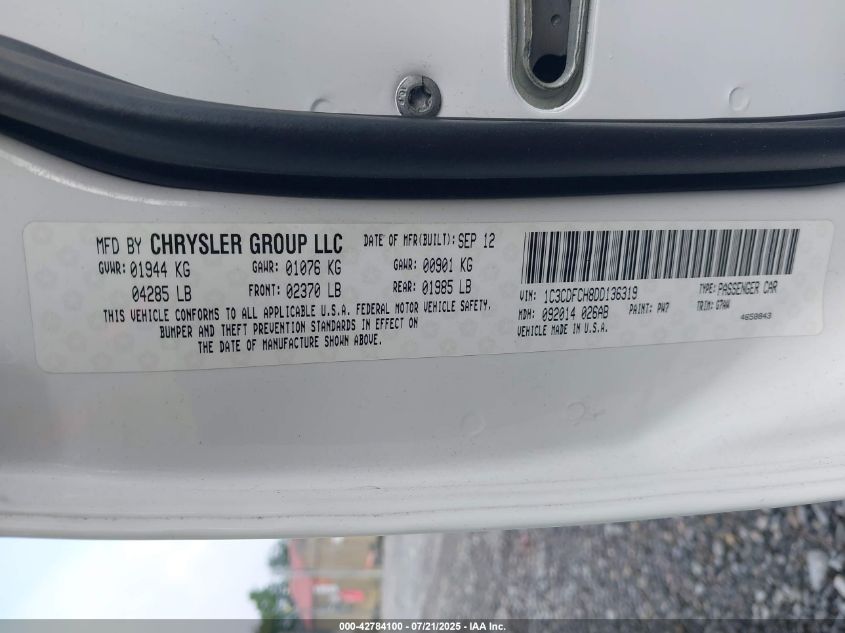 MFD BY CHRYSLER GROUP LLC DATE OF MFR(BUILT): SEP 12
GVWR: 01944 KG GAWR: 01076 KG GAWR: 00901 KG
04285 LB FRONT: 02370 LB REAR: 01985 LB
THIS VEHICLE CONFORMS TO ALL APPLICABLE U.S.A. FEDERAL MOTOR VEHICLE SAFETY,
BUMPER AND THEFT PREVENTION STANDARDS IN EFFECT ON
THE DATE OF MANUFACTURE SHOWN ABOVE.
VIN: 1C3CDFCH8DD136319 TYPE: PASSENGER CAR
MDH: 092014 026AB PAINT: PW7 TRIM: G7AW
VEHICLE MADE IN U.S.A. 4658843
000-42784100 - 07/21/2025 - IAA Inc.